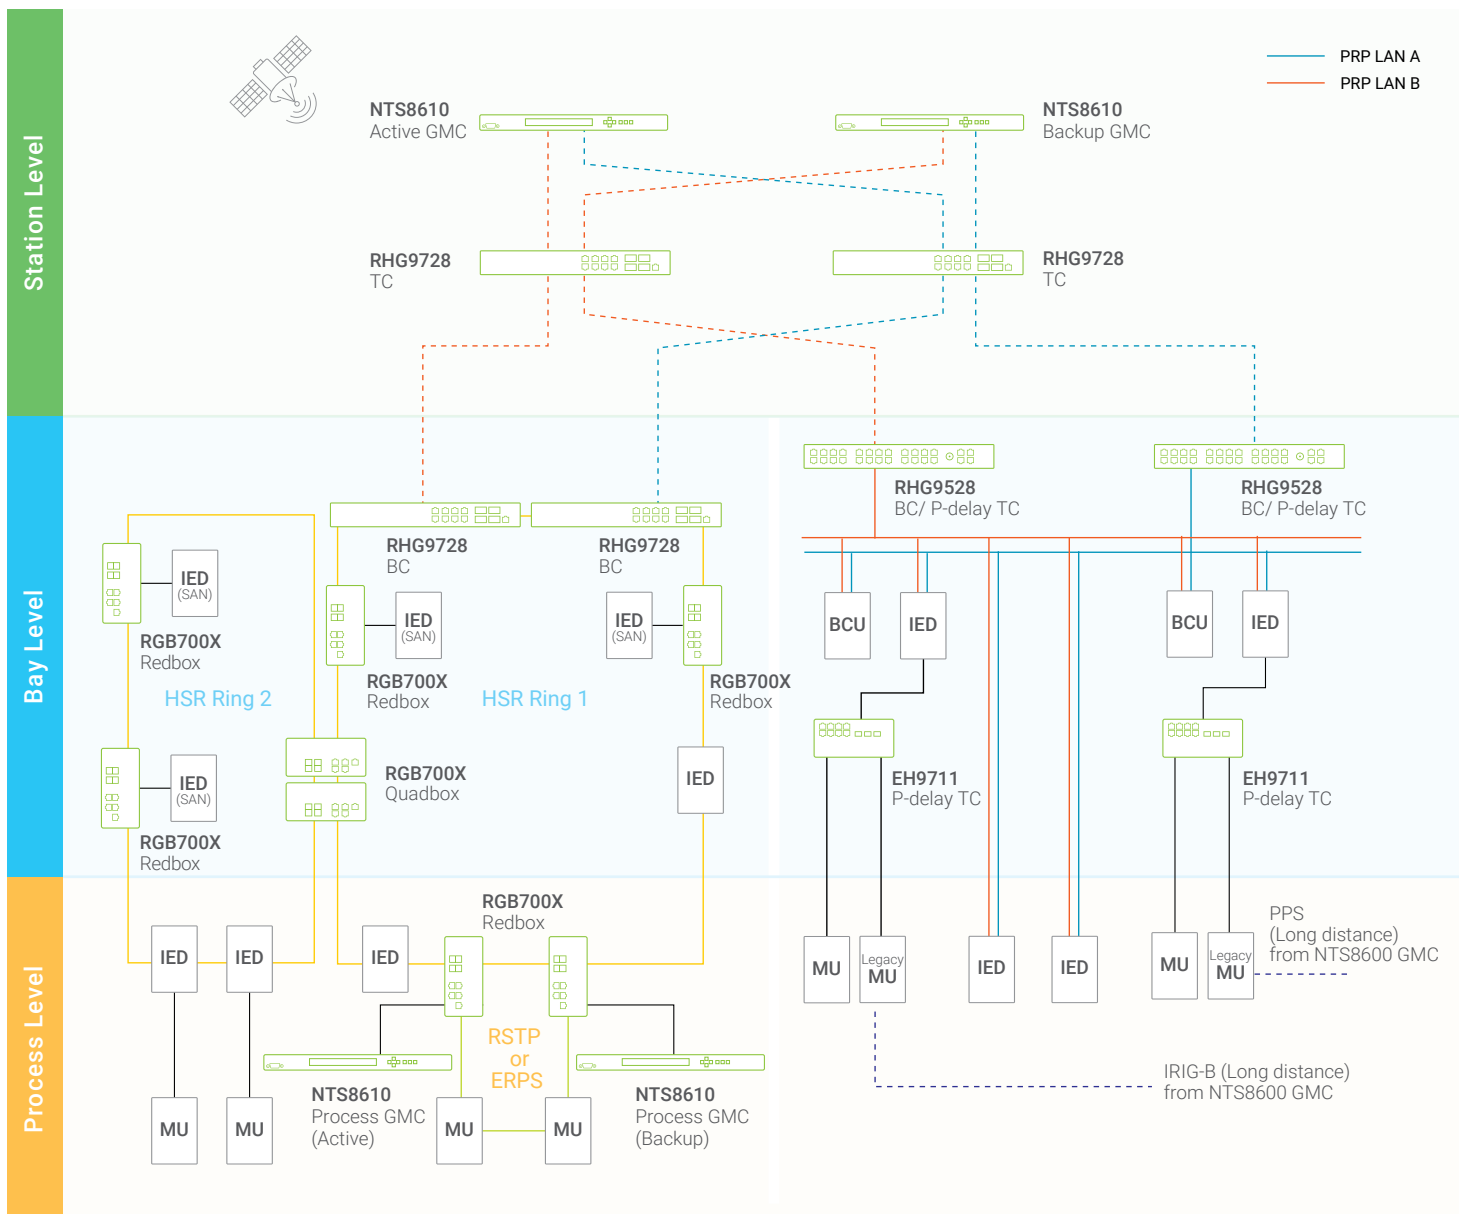 Station Level
PRP LAN A
PRP LAN B
NTS8610
Active GMC
NTS8610
Backup GMC
RHG9728
TC
RHG9728
TC
Bay Level
RHG9528
BC/ P-delay TC
RHG9528
BC/ P-delay TC
RHG9728
BC
RHG9728
BC
IED
(SAN)
RGB700X
Redbox
IED
(SAN)
RGB700X
Redbox
IED
(SAN)
RGB700X
Redbox
BCU
IED
BCU
IED
HSR Ring 2
HSR Ring 1
IED
(SAN)
RGB700X
Redbox
RGB700X
Quadbox
IED
EH9711
P-delay TC
EH9711
P-delay TC
Process Level
RGB700X
Redbox
IED
IED
IED
MU
Legacy
MU
IED
IED
MU
Legacy
MU
PPS
(Long distance)
from NTS8600 GMC
RSTP
or
ERPS
NTS8610
Process GMC
(Active)
NTS8610
Process GMC
(Backup)
IRIG-B (Long distance)
from NTS8600 GMC
MU
MU
MU
MU